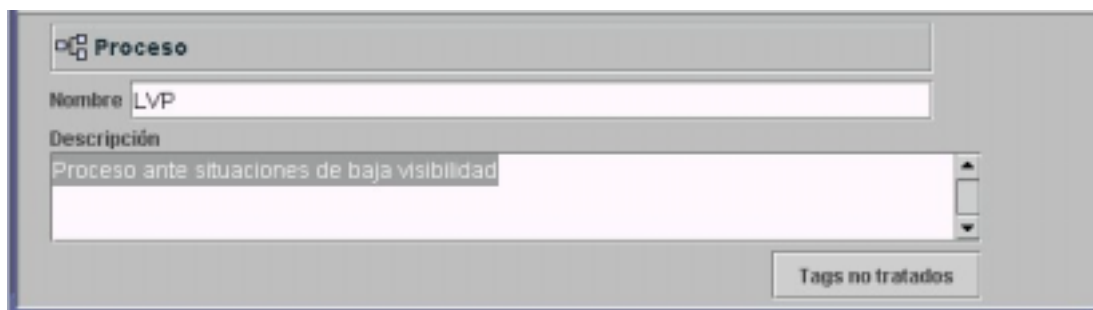 Proceso
Nombre LVP
Descripción
Proceso ante situaciones de baja visibilidad
Tags no tratados